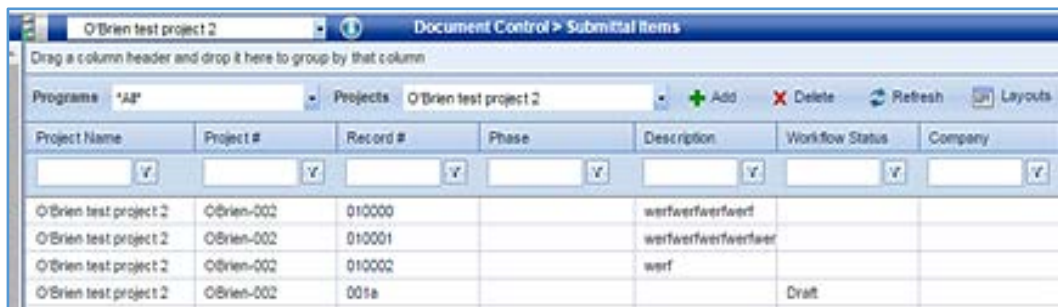 O'Brien test project 2 Document Control > Submittal Items
Drag a column header and drop it here to group by that column
Programs *All* Projects O'Brien test project 2 Add Delete Refresh Layouts
Project Name Project # Record # Phase Description Workflow Status Company
O'Brien test project 2 OBrien-002 010000 werfwerfwerfwerf
O'Brien test project 2 OBrien-002 010001 werfwerfwerfwerfwer
O'Brien test project 2 OBrien-002 010002 werf
O'Brien test project 2 OBrien-002 001a Draft